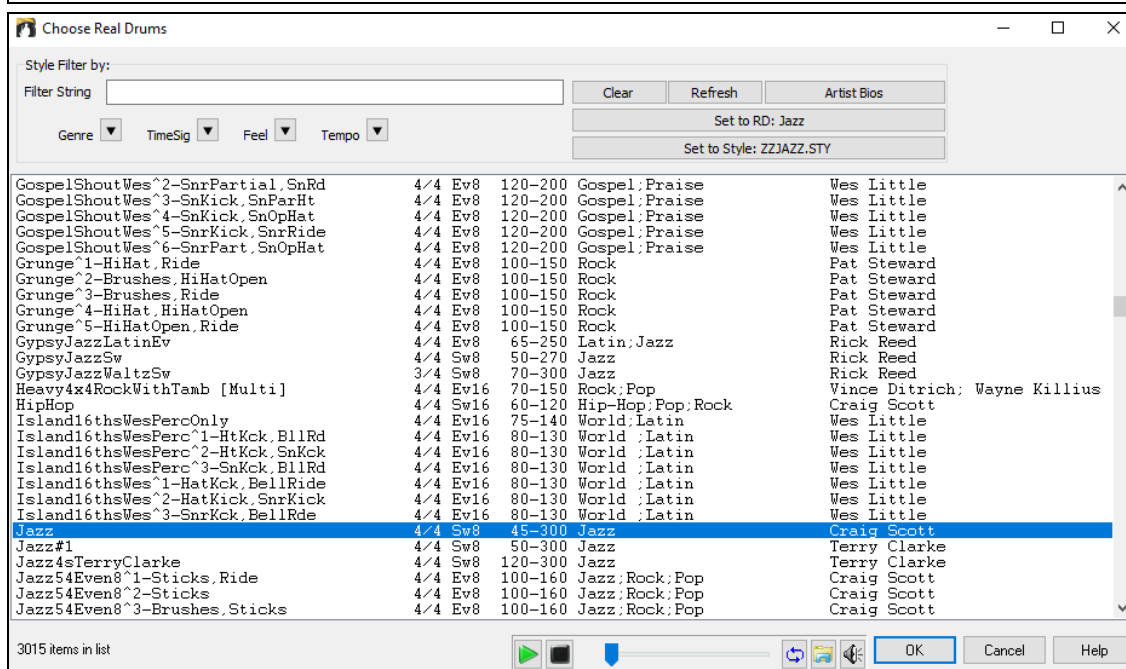 Choose Real Drums
Style Filter by:
Filter String
Clear Refresh Artist Bios
Set to RD: Jazz
Genre TimeSig Feel Tempo
Set to Style: ZZJAZZ.STY
GospelShoutWes^2-SnrPartial,SnRd 4/4 Ev8 120-200 Gospel;Praise Wes Little
GospelShoutWes^3-SnKick,SnParHt 4/4 Ev8 120-200 Gospel;Praise Wes Little
GospelShoutWes^4-SnKick,SnOpHat 4/4 Ev8 120-200 Gospel;Praise Wes Little
GospelShoutWes^5-SnrKick,SnrRide 4/4 Ev8 120-200 Gospel;Praise Wes Little
GospelShoutWes^6-SnrPart,SnOpHat 4/4 Ev8 120-200 Gospel;Praise Wes Little
Grunge^1-HiHat,Ride 4/4 Ev8 100-150 Rock Pat Steward
Grunge^2-Brushes,HiHatOpen 4/4 Ev8 100-150 Rock Pat Steward
Grunge^3-Brushes,Ride 4/4 Ev8 100-150 Rock Pat Steward
Grunge^4-HiHat,HiHatOpen 4/4 Ev8 100-150 Rock Pat Steward
Grunge^5-HiHatOpen,Ride 4/4 Ev8 100-150 Rock Pat Steward
GypsyJazzLatinEv 4/4 Ev8 65-250 Latin;Jazz Rick Reed
GypsyJazzSw 4/4 Sw8 50-270 Jazz Rick Reed
GypsyJazzWaltzSw 3/4 Sw8 70-300 Jazz Rick Reed
Heavy4x4RockWithTamb [Multi] 4/4 Ev16 70-150 Rock;Pop Vince Ditrich; Wayne Killius
HipHop 4/4 Sw16 60-120 Hip-Hop;Pop;Rock Craig Scott
Island16thsWesPercOnly 4/4 Ev16 75-140 World;Latin Wes Little
Island16thsWesPerc^1-HtKck,BllRd 4/4 Ev16 80-130 World ;Latin Wes Little
Island16thsWesPerc^2-HtKck,SnKck 4/4 Ev16 80-130 World ;Latin Wes Little
Island16thsWesPerc^3-SnKck,BllRd 4/4 Ev16 80-130 World ;Latin Wes Little
Island16thsWes^1-HatKck,BellRide 4/4 Ev16 80-130 World ;Latin Wes Little
Island16thsWes^2-HatKick,SnrKick 4/4 Ev16 80-130 World ;Latin Wes Little
Island16thsWes^3-SnrKck,BellRde 4/4 Ev16 80-130 World ;Latin Wes Little
Jazz 4/4 Sw8 45-300 Jazz Craig Scott
Jazz#1 4/4 Sw8 50-300 Jazz Terry Clarke
Jazz4sTerryClarke 4/4 Sw8 120-300 Jazz Terry Clarke
Jazz54Even8^1-Sticks,Ride 4/4 Ev8 100-160 Jazz;Rock;Pop Craig Scott
Jazz54Even8^2-Sticks 4/4 Ev8 100-160 Jazz;Rock;Pop Craig Scott
Jazz54Even8^3-Brushes,Sticks 4/4 Ev8 100-160 Jazz;Rock;Pop Craig Scott
3015 items in list
OK Cancel Help